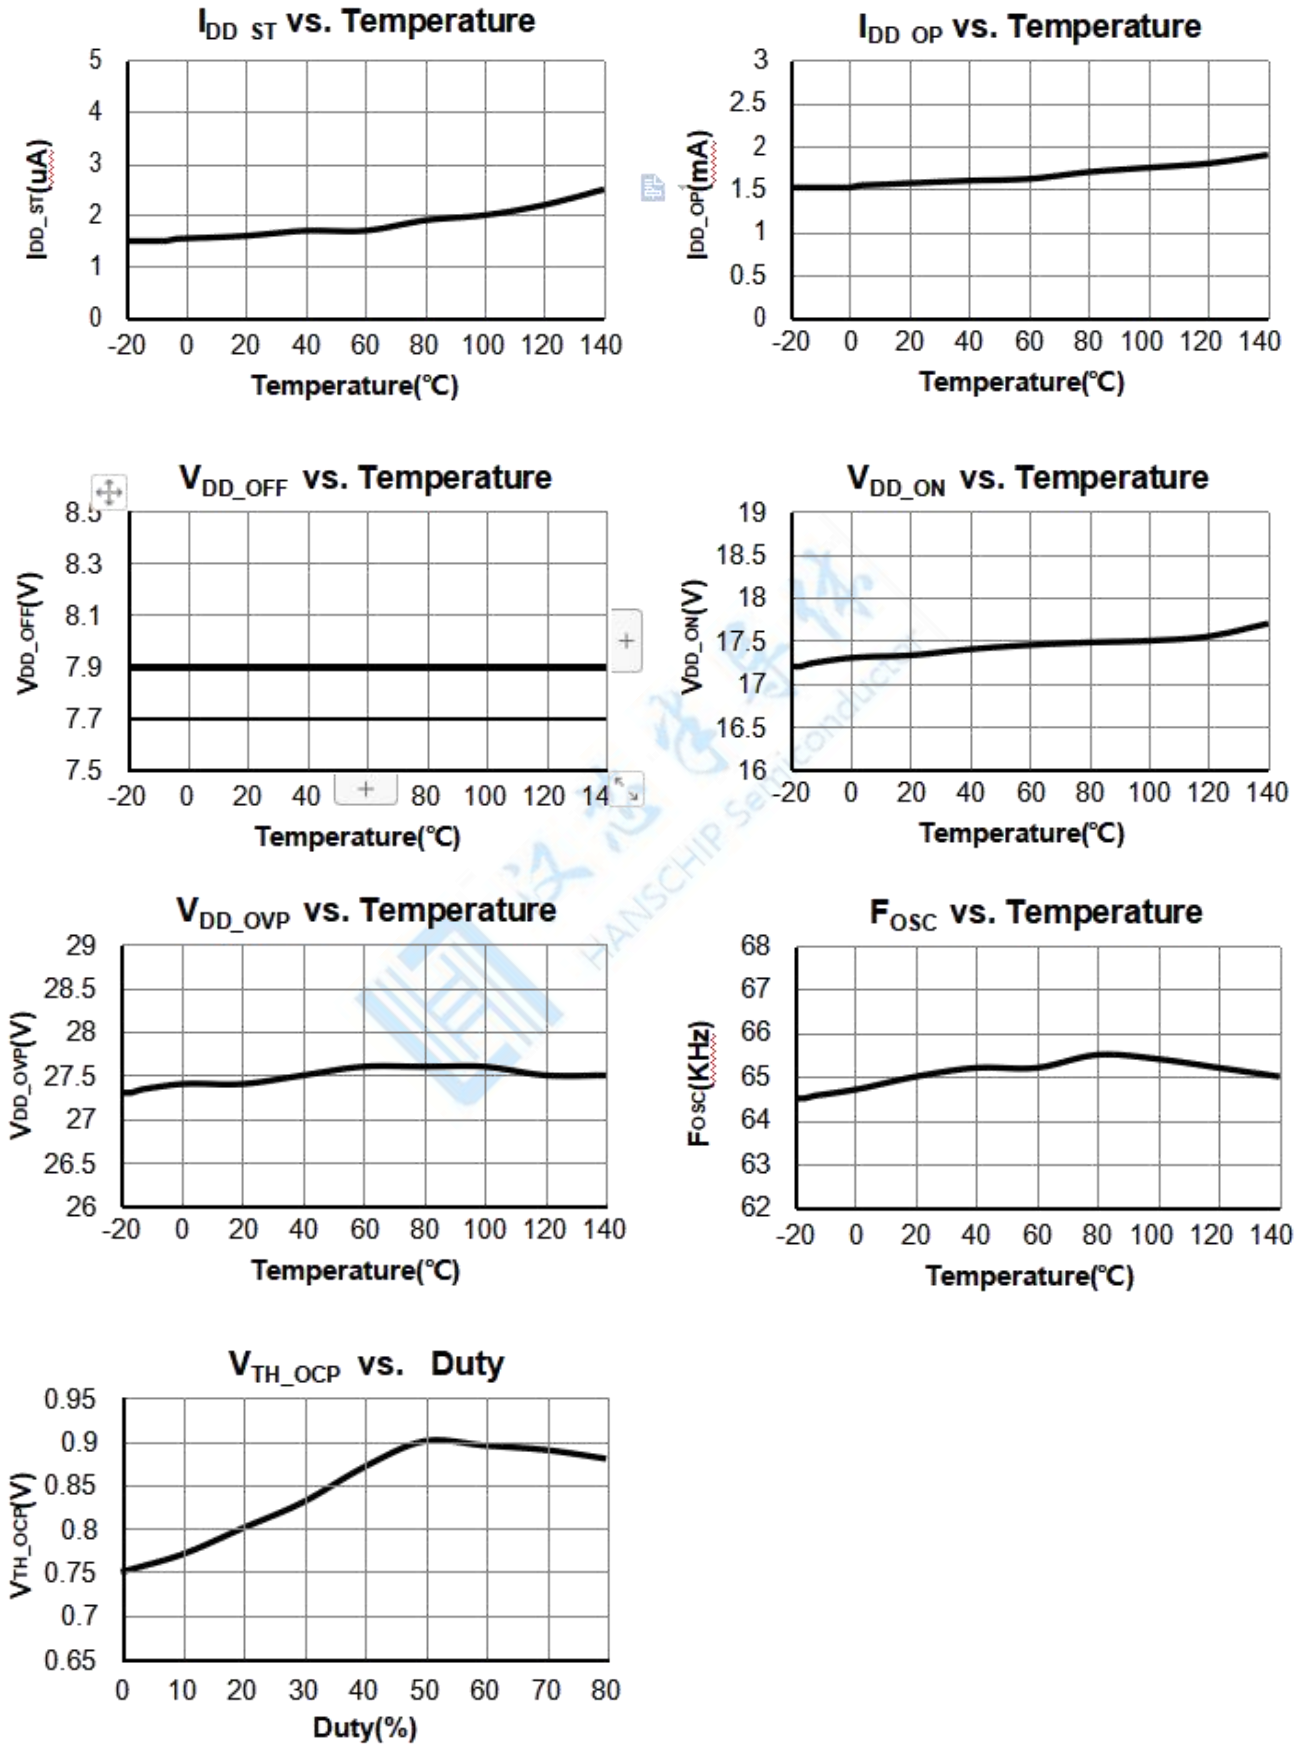 IDD_ST vs. Temperature
5
4
3
2
1
0
IDD_ST(uA)
-20 0 20 40 60 80 100 120 140
Temperature(℃)
IDD_OP vs. Temperature
3
2.5
2
1.5
1
0.5
0
IDD_OP(mA)
-20 0 20 40 60 80 100 120 140
Temperature(℃)
VDD_OFF vs. Temperature
8.5
8.3
8.1
7.9
7.7
7.5
VDD_OFF(V)
-20 0 20 40 80 100 120 14
Temperature(℃)
VDD_ON vs. Temperature
19
18.5
18
17.5
17
16.5
16
VDD_ON(V)
-20 0 20 40 60 80 100 120 140
Temperature(℃)
HANSCHIP Semiconductor
VDD_OVP vs. Temperature
29
28.5
28
27.5
27
26.5
26
VDD_OVP(V)
-20 0 20 40 60 80 100 120 140
Temperature(℃)
FOSC vs. Temperature
68
67
66
65
64
63
62
FOSC(KHz)
-20 0 20 40 60 80 100 120 140
Temperature(℃)
VTH_OCP vs. Duty
0.95
0.9
0.85
0.8
0.75
0.7
0.65
VTH_OCP(V)
0 10 20 30 40 50 60 70 80
Duty(%)